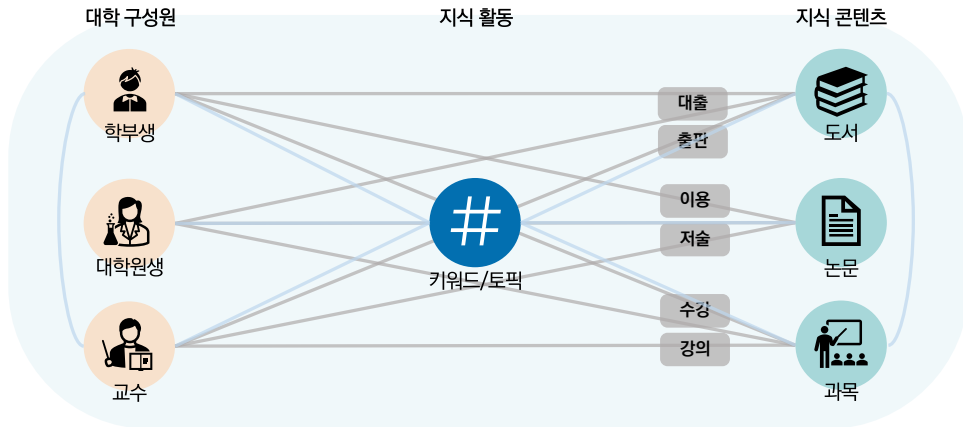 대학 구성원
지식 활동
지식 콘텐츠
학부생
대학원생
교수
#
키워드/토픽
대출
출판
이용
저술
수강
강의
도서
논문
과목